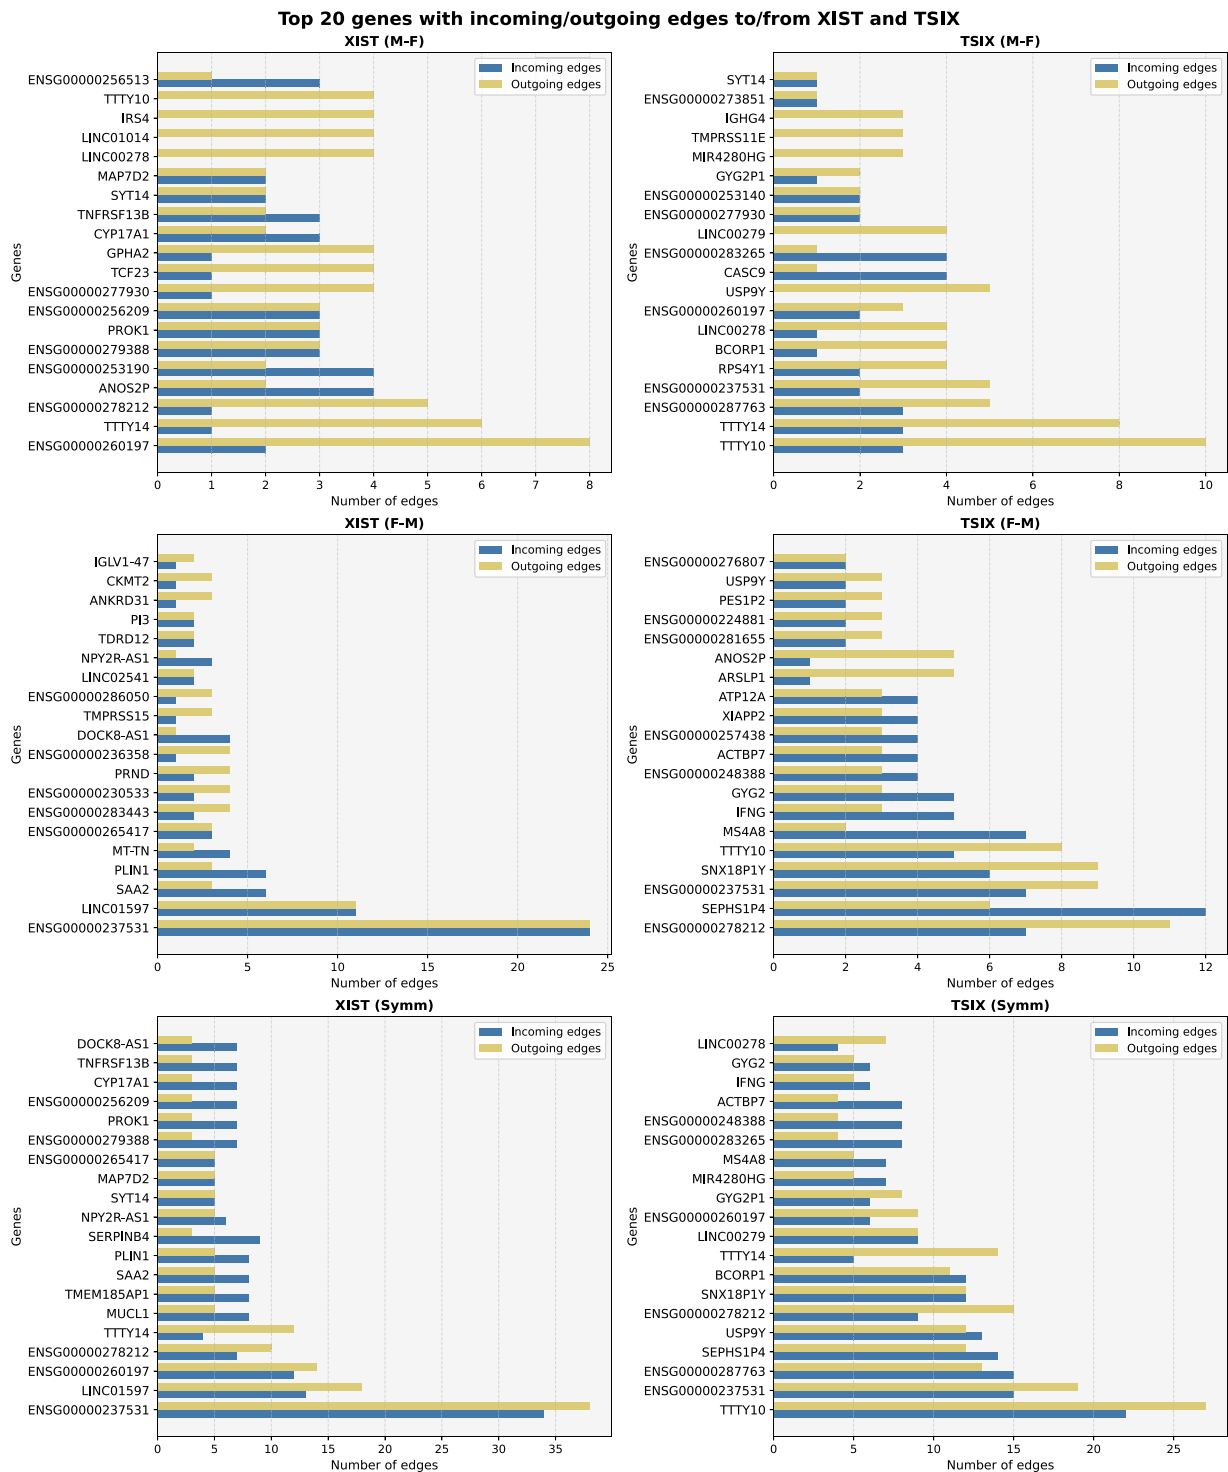 Top 20 genes with incoming/outgoing edges to/from XIST and TSIX
XIST (M-F)
Incoming edges
Outgoing edges
ENSG00000256513
TTTY10
IRS4
LINC01014
LINC00278
MAP7D2
SYT14
TNFRSF13B
CYP17A1
GPHA2
TCF23
ENSG00000277930
ENSG00000256209
PROK1
ENSG00000279388
ENSG00000253190
ANOS2P
ENSG00000278212
TTTY14
ENSG00000260197
Genes
0 1 2 3 4 5 6 7 8
Number of edges
TSIX (M-F)
Incoming edges
Outgoing edges
SYT14
ENSG00000273851
IGHG4
TMPRSS11E
MIR4280HG
GYG2P1
ENSG00000253140
ENSG00000277930
LINC00279
ENSG00000283265
CASC9
USP9Y
ENSG00000260197
LINC00278
BCORP1
RPS4Y1
ENSG00000237531
ENSG00000287763
TTTY14
TTTY10
Genes
0 2 4 6 8 10
Number of edges
XIST (F-M)
Incoming edges
Outgoing edges
IGLV1-47
CKMT2
ANKRD31
PI3
TDRD12
NPY2R-AS1
LINC02541
ENSG00000286050
TMPRSS15
DOCK8-AS1
ENSG00000236358
PRND
ENSG00000230533
ENSG00000283443
ENSG00000265417
MT-TN
PLIN1
SAA2
LINC01597
ENSG00000237531
Genes
0 5 10 15 20 25
Number of edges
TSIX (F-M)
Incoming edges
Outgoing edges
ENSG00000276807
USP9Y
PES1P2
ENSG00000224881
ENSG00000281655
ANOS2P
ARSLP1
ATP12A
XIAPP2
ENSG00000257438
ACTBP7
ENSG00000248388
GYG2
IFNG
MS4A8
TTTY10
SNX18P1Y
ENSG00000237531
SEPHS1P4
ENSG00000278212
Genes
0 2 4 6 8 10 12
Number of edges
XIST (Symm)
Incoming edges
Outgoing edges
DOCK8-AS1
TNFRSF13B
CYP17A1
ENSG00000256209
PROK1
ENSG00000279388
ENSG00000265417
MAP7D2
SYT14
NPY2R-AS1
SERPINB4
PLIN1
SAA2
TMEM185AP1
MUCL1
TTTY14
ENSG00000278212
ENSG00000260197
LINC01597
ENSG00000237531
Genes
0 5 10 15 20 25 30 35
Number of edges
TSIX (Symm)
Incoming edges
Outgoing edges
LINC00278
GYG2
IFNG
ACTBP7
ENSG00000248388
ENSG00000283265
MS4A8
MIR4280HG
GYG2P1
ENSG00000260197
LINC00279
TTTY14
BCORP1
SNX18P1Y
ENSG00000278212
USP9Y
SEPHS1P4
ENSG00000287763
ENSG00000237531
TTTY10
Genes
0 5 10 15 20 25
Number of edges